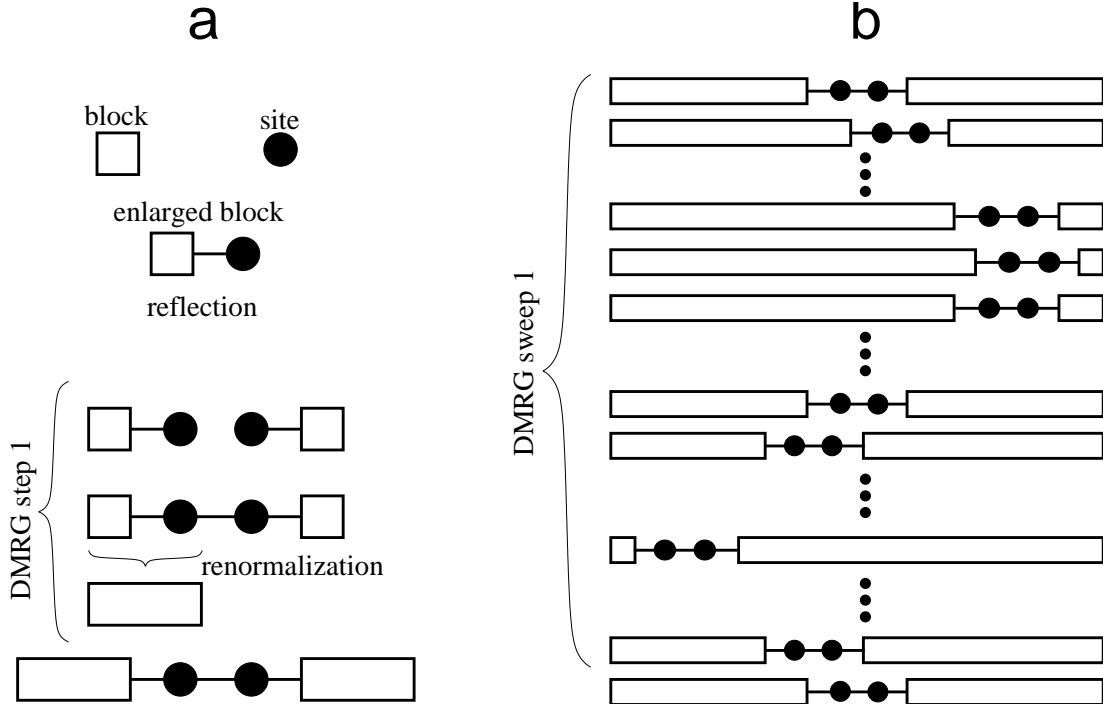 a
block
site
enlarged block
reflection
DMRG step 1
renormalization
b
DMRG sweep 1